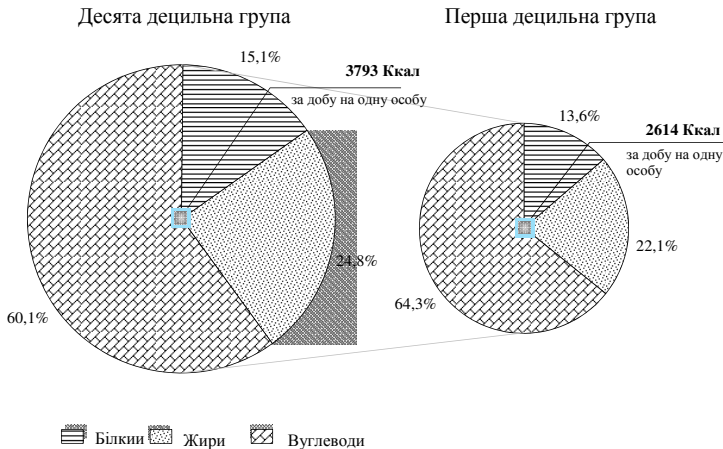 Десята децильна група
Перша децильна група
15,1%
3793 Ккал
за добу на одну особу
13,6%
2614 Ккал
за добу на одну
особу
24,8%
22,1%
64,3%
60,1%
Білкии Жири Вуглеводи